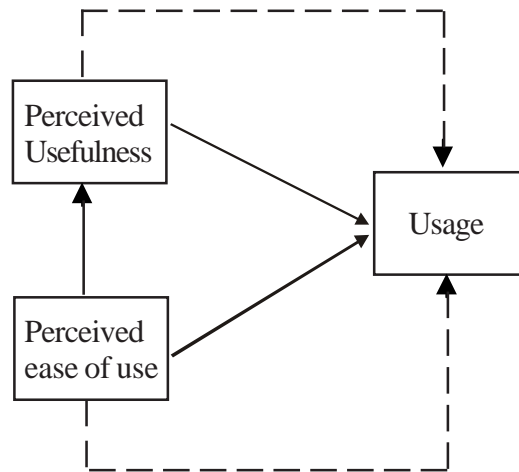 Perceived
Usefulness
Usage
Perceived
ease of use